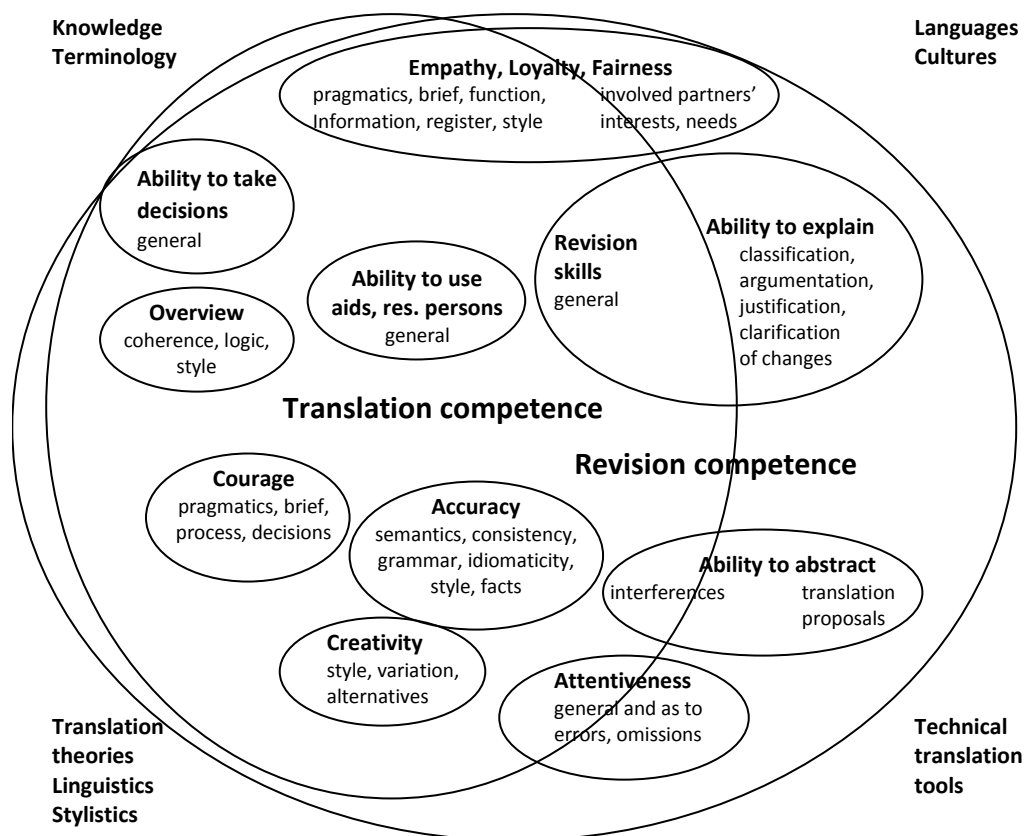 Knowledge
Terminology
Languages
Cultures
Empathy, Loyalty, Fairness
pragmatics, brief, function,
Information, register, style
involved partners’
interests, needs
Ability to take
decisions
general
Revision
skills
general
Ability to explain
classification,
argumentation,
justification,
clarification
of changes
Ability to use
aids, res. persons
general
Overview
coherence, logic,
style
Translation competence
Revision competence
Courage
pragmatics, brief,
process, decisions
Accuracy
semantics, consistency,
grammar, idiomaticity,
style, facts
Ability to abstract
interferences
translation
proposals
Creativity
style, variation,
alternatives
Attentiveness
general and as to
errors, omissions
Translation
theories
Linguistics
Stylistics
Technical
translation
tools